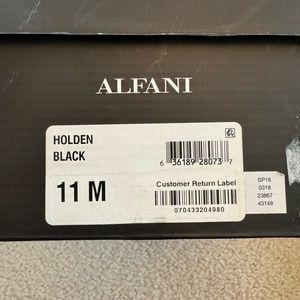 ALFANI
HOLDEN
BLACK
6 36189 28073 7
11 M
Customer Return Label
070433204980
SP18
0318
23867
43148